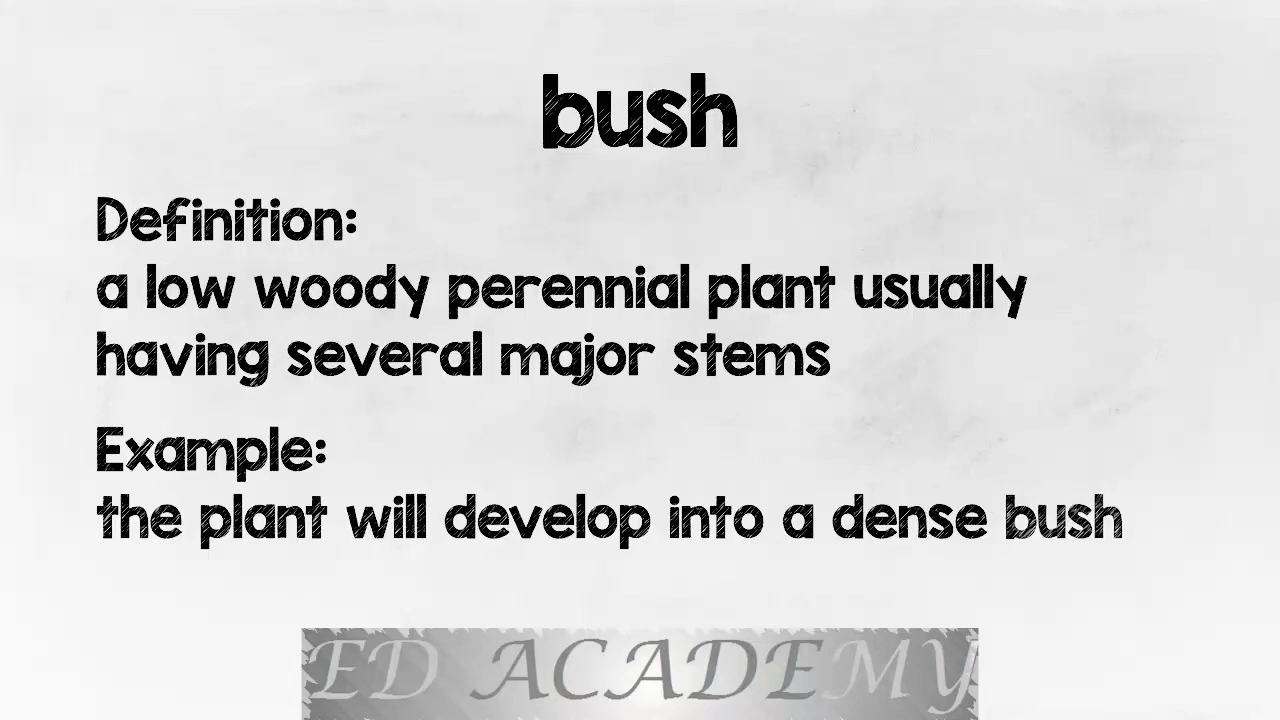 bush
Definition:
a low woody perennial plant usually
having several major stems
Example:
the plant will develop into a dense bush
ED ACADEMY